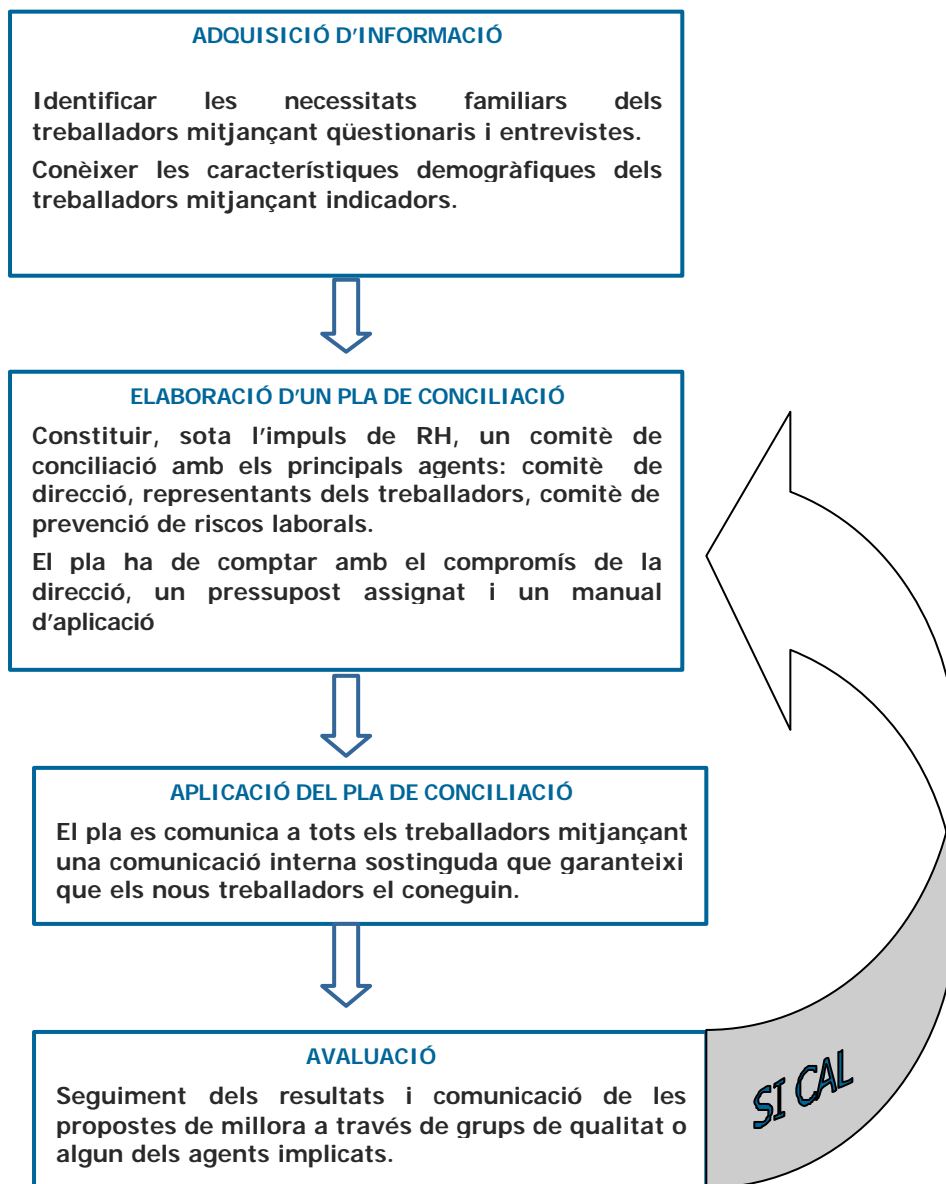 ADQUISICIÓ D'INFORMACIÓ
Identificar les necessitats familiars dels
treballadors mitjançant qüestionaris i entrevistes.
Conèixer les característiques demogràfiques dels
treballadors mitjançant indicadors.
ELABORACIÓ D'UN PLA DE CONCILIACIÓ
Constituir, sota l'impuls de RH, un comitè de
conciliació amb els principals agents: comitè de
direcció, representants dels treballadors, comitè de
prevenció de riscos laborals.
El pla ha de comptar amb el compromís de la
direcció, un pressupost assignat i un manual
d'aplicació
APLICACIÓ DEL PLA DE CONCILIACIÓ
El pla es comunica a tots els treballadors mitjançant
una comunicació interna sostinguda que garanteixi
que els nous treballadors el coneguin.
AVALUACIÓ
Seguiment dels resultats i comunicació de les
propostes de millora a través de grups de qualitat o
algun dels agents implicats.
SI CAL